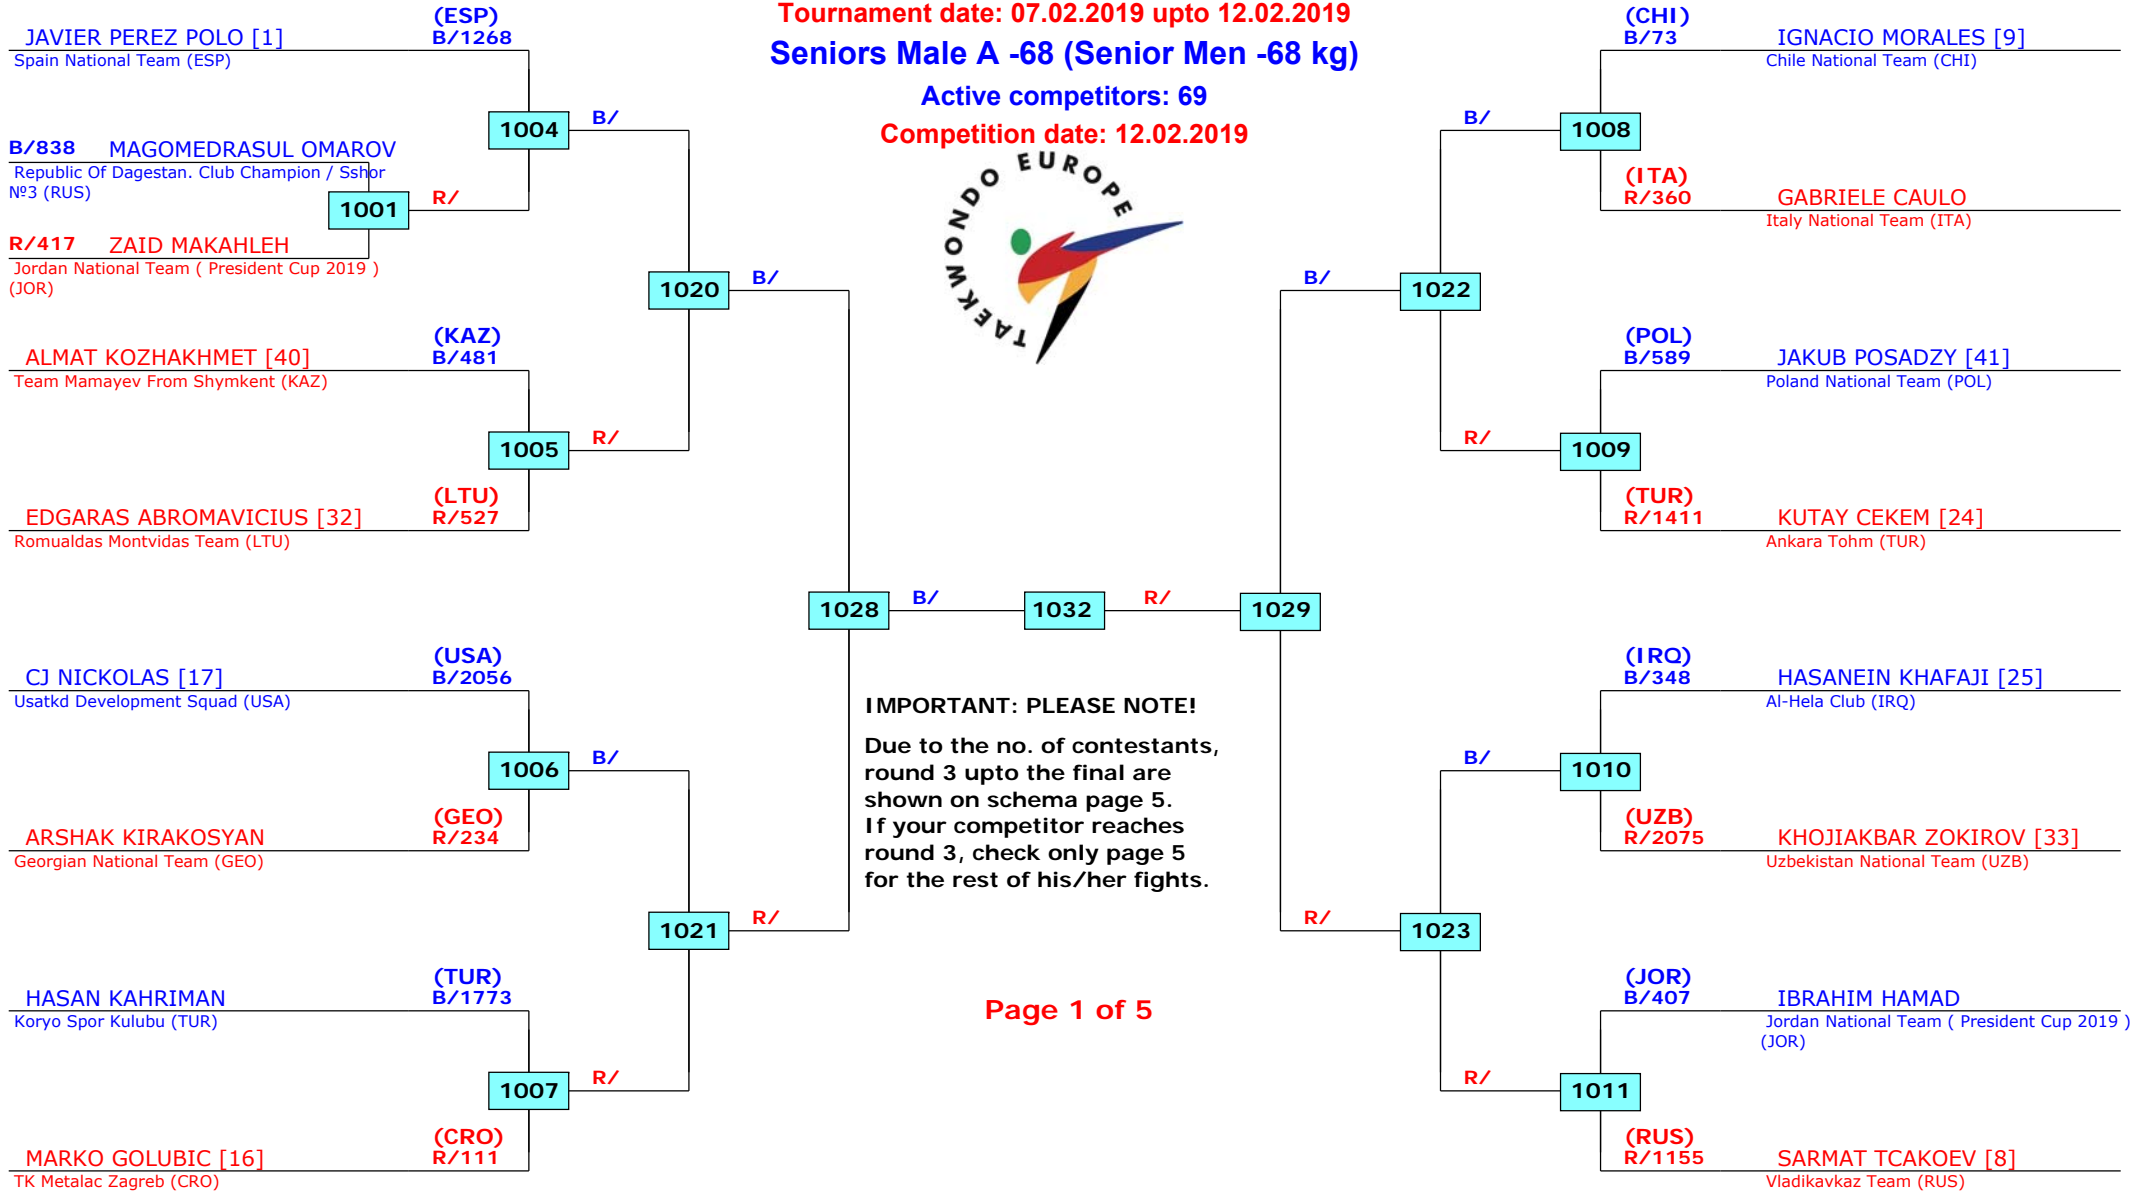 Tournament date: 07.02.2019 upto 12.02.2019
Seniors Male A -68 (Senior Men -68 kg)
Active competitors: 69
Competition date: 12.02.2019
TAEKWONDO EUROPE
(ESP)
JAVIER PEREZ POLO [1] B/1268
Spain National Team (ESP)
1004 B/
B/838 MAGOMEDRASUL OMAROV
Republic Of Dagestan. Club Champion / Sshor
№3 (RUS)
1001 R/
R/417 ZAID MAKAHLEH
Jordan National Team ( President Cup 2019 )
(JOR)
1020 B/
(KAZ)
ALMAT KOZHAKHMET [40] B/481
Team Mamayev From Shymkent (KAZ)
1005 R/
(LTU)
EDGARAS ABROMAVICIUS [32] R/527
Romualdas Montvidas Team (LTU)
1028 B/ 1032 R/ 1029
(USA)
CJ NICKOLAS [17] B/2056
Usatkd Development Squad (USA)
1006 B/
(GEO)
ARSHAK KIRAKOSYAN R/234
Georgian National Team (GEO)
1021 R/
(TUR)
HASAN KAHRIMAN B/1773
Koryo Spor Kulubu (TUR)
1007 R/
(CRO)
MARKO GOLUBIC [16] R/111
TK Metalac Zagreb (CRO)
IMPORTANT: PLEASE NOTE!
Due to the no. of contestants,
round 3 upto the final are
shown on schema page 5.
If your competitor reaches
round 3, check only page 5
for the rest of his/her fights.
Page 1 of 5
(CHI)
B/73 IGNACIO MORALES [9]
Chile National Team (CHI)
B/ 1008
(ITA)
R/360 GABRIELE CAULO
Italy National Team (ITA)
B/ 1022
(POL)
B/589 JAKUB POSADZY [41]
Poland National Team (POL)
R/ 1009
(TUR)
R/1411 KUTAY CEKEM [24]
Ankara Tohm (TUR)
(IRQ)
B/348 HASANEIN KHAFAJI [25]
Al-Hela Club (IRQ)
B/ 1010
(UZB)
R/2075 KHOJIAKBAR ZOKIROV [33]
Uzbekistan National Team (UZB)
R/ 1023
(JOR)
B/407 IBRAHIM HAMAD
Jordan National Team ( President Cup 2019 )
(JOR)
R/ 1011
(RUS)
R/1155 SARMAT TCAKOEV [8]
Vladikavkaz Team (RUS)